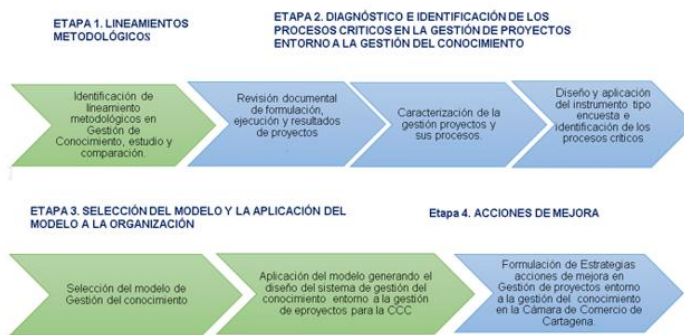 ETAPA 1. LINEAMIENTOS
METODOLÓGICOS
ETAPA 2. DIAGNÓSTICO E IDENTIFICACIÓN DE LOS
PROCESOS CRITICOS EN LA GESTIÓN DE PROYECTOS
ENTORNO A LA GESTIÓN DEL CONOCIMIENTO
Identificación de
lineamiento
metodológicos en
Gestión de
Conocimiento, estudio y
comparación.
Revisión documental
de formulación,
ejecución y resultados
de proyectos
.
Caracterización de la
gestión proyectos y
sus procesos.
Diseño y aplicación
del instrumento tipo
encuesta e
identificación de los
procesos críticos
ETAPA 3. SELECCIÓN DEL MODELO Y LA APLICACIÓN DEL
MODELO A LA ORGANIZACIÓN
Etapa 4. ACCIONES DE MEJORA
Selección del modelo de
Gestión del conocimiento
Aplicación del modelo generando el
diseño del sistema de gestión del
conocimiento entorno a la gestión
de eproyectos para la CCC
Formulación de Estrategias
acciones de mejora en
Gestión de proyectos entorno
a la gestión del conocimiento
en la Cámara de Comercio de
Cartagena.